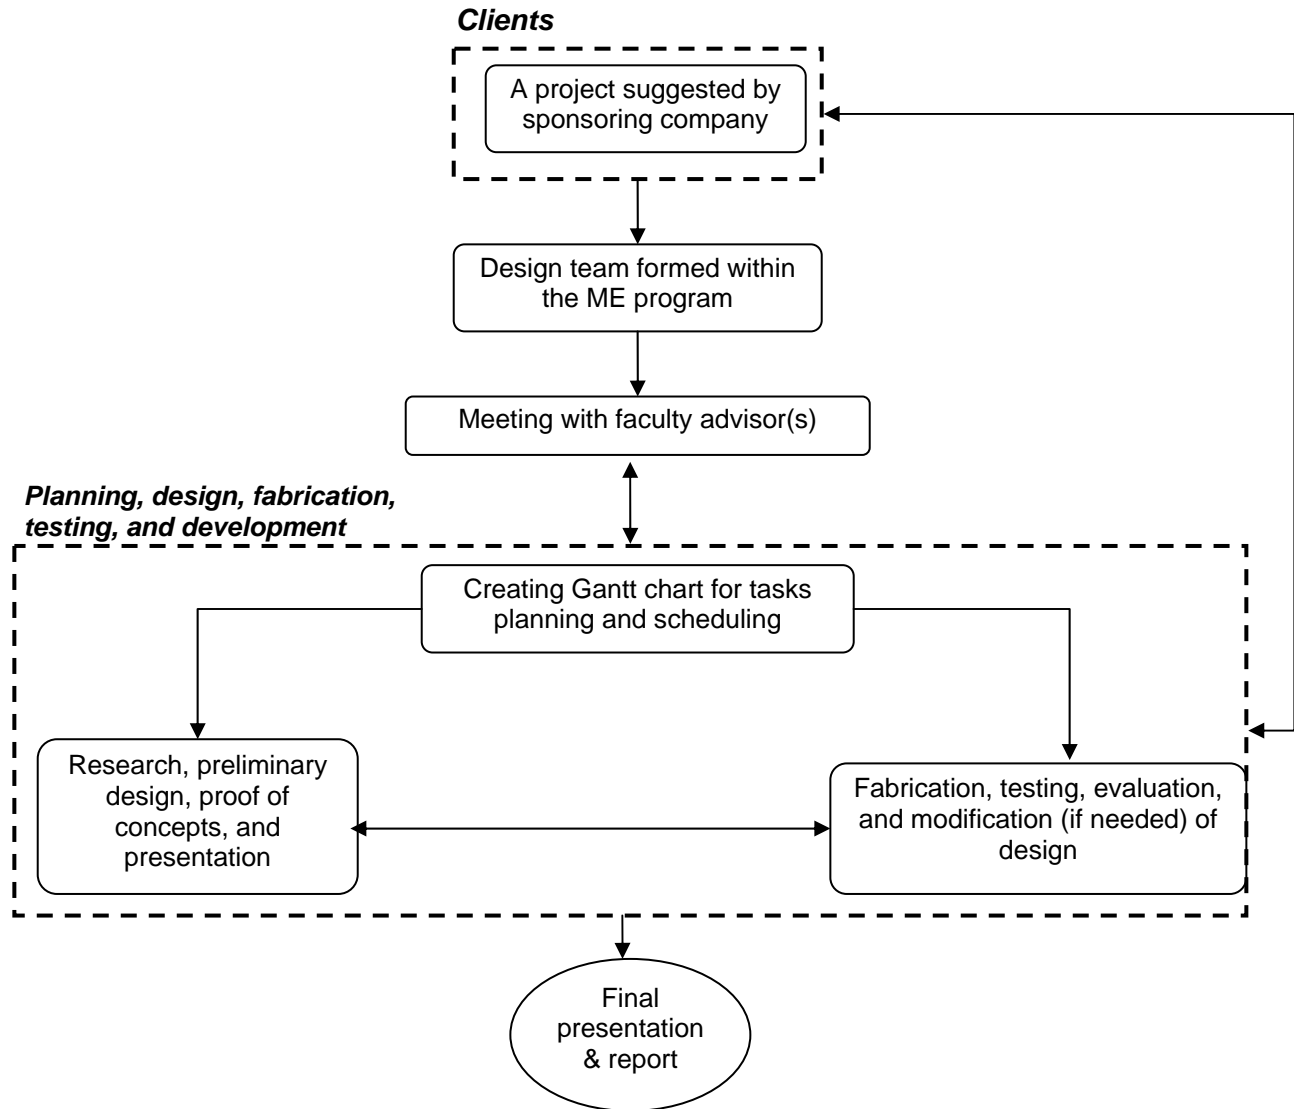 Clients
A project suggested by
sponsoring company
Design team formed within
the ME program
Meeting with faculty advisor(s)
Planning, design, fabrication,
testing, and development
Creating Gantt chart for tasks
planning and scheduling
Research, preliminary
design, proof of
concepts, and
presentation
Fabrication, testing, evaluation,
and modification (if needed) of
design
Final
presentation
& report